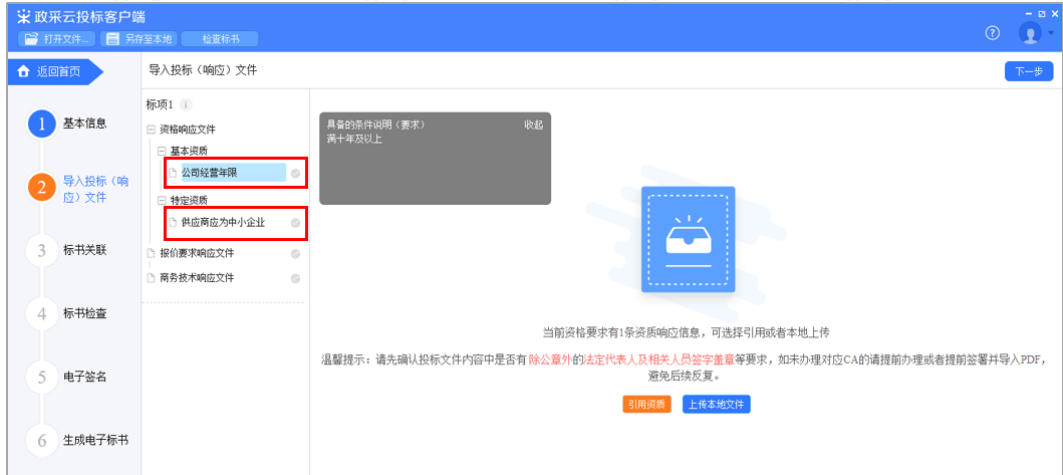 政采云投标客户端
打开文件... 另存至本地 检查标书
返回首页
导入投标（响应）文件
下一步
1 基本信息
2 导入投标（响
应）文件
3 标书关联
4 标书检查
5 电子签名
6 生成电子标书
标项1
资格响应文件
基本资质
公司经营年限
特定资质
供应商应为中小企业
报价要求响应文件
商务技术响应文件
具备的条件说明（要求） 收起
满十年及以上
当前资格要求有1条资质响应信息，可选择引用或者本地上传
温馨提示：请先确认投标文件内容中是否有除公章外的法定代表人及相关人员签字盖章等要求，如未办理对应CA的请提前办理或者提前签署并导入PDF，
避免后续反复。
引用资质 上传本地文件